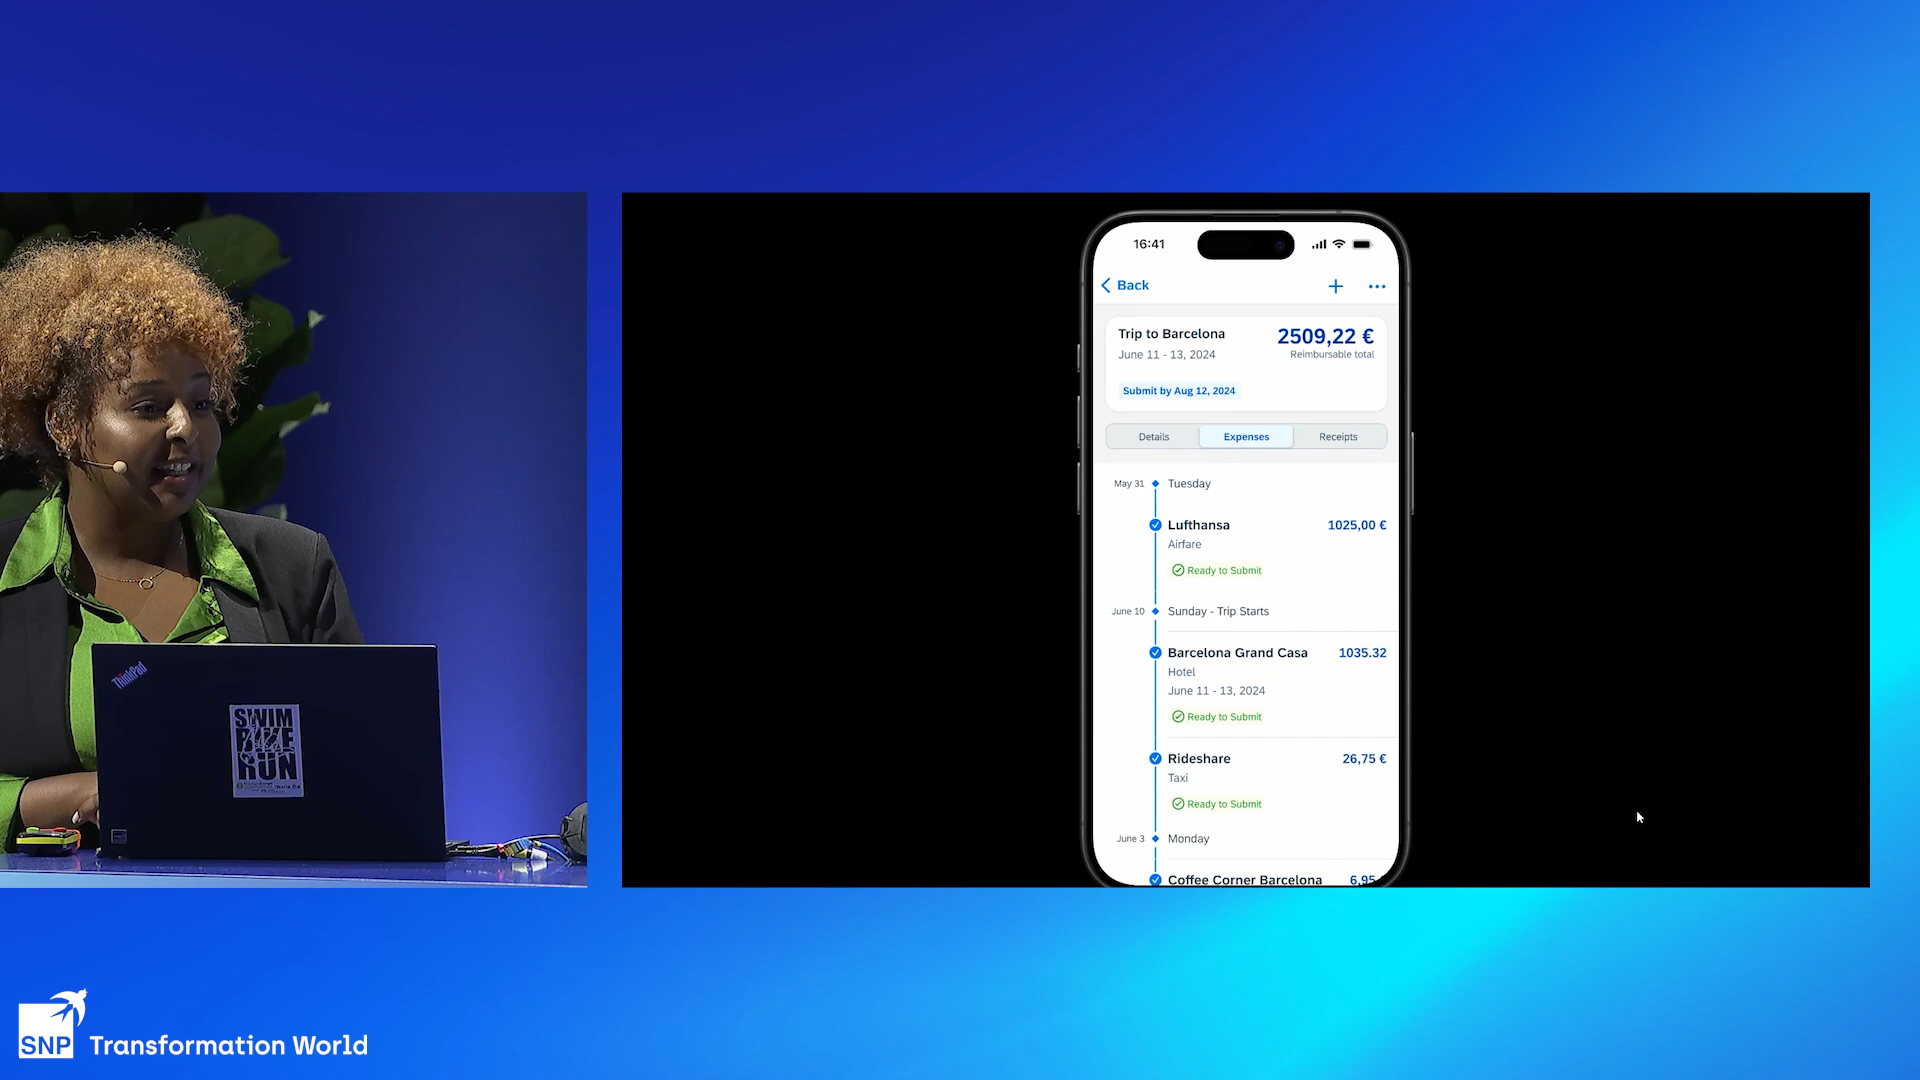 ThinkPad
SWIM
BIKE
RUN
16:41
Back
Trip to Barcelona
2509,22 €
June 11 - 13, 2024
Reimbursable total
Submit by Aug 12, 2024
Details
Expenses
Receipts
May 31
Tuesday
Lufthansa
1025,00 €
Airfare
Ready to Submit
June 10
Sunday - Trip Starts
Barcelona Grand Casa
1035.32
Hotel
June 11 - 13, 2024
Ready to Submit
Rideshare
26,75 €
Taxi
Ready to Submit
June 3
Monday
Coffee Corner Barcelona
6,95
SNP
Transformation World